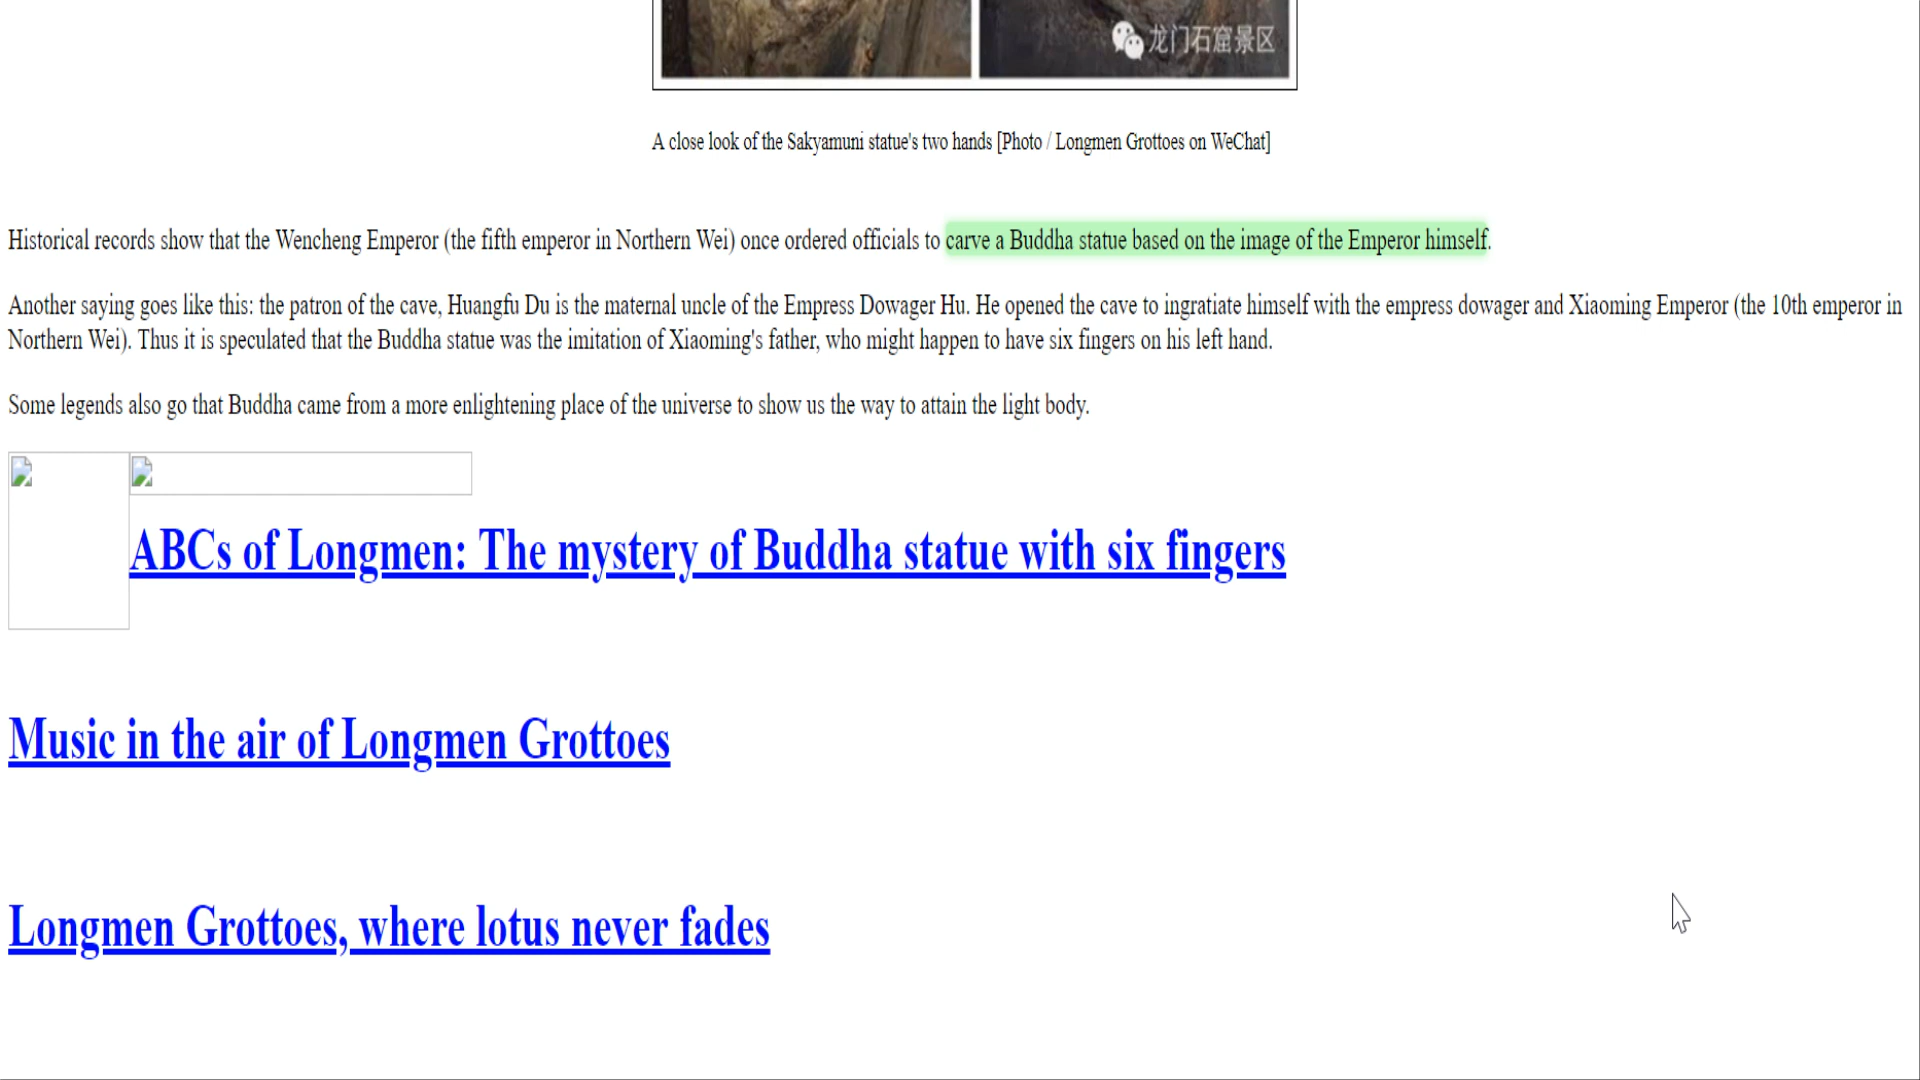 龙门石窟景区
A close look of the Sakyamuni statue's two hands [Photo / Longmen Grottoes on WeChat]
Historical records show that the Wencheng Emperor (the fifth emperor in Northern Wei) once ordered officials to carve a Buddha statue based on the image of the Emperor himself.
Another saying goes like this: the patron of the cave, Huangfu Du is the maternal uncle of the Empress Dowager Hu. He opened the cave to ingratiate himself with the empress dowager and Xiaoming Emperor (the 10th emperor in
Northern Wei). Thus it is speculated that the Buddha statue was the imitation of Xiaoming's father, who might happen to have six fingers on his left hand.
Some legends also go that Buddha came from a more enlightening place of the universe to show us the way to attain the light body.
ABCs of Longmen: The mystery of Buddha statue with six fingers
Music in the air of Longmen Grottoes
Longmen Grottoes, where lotus never fades